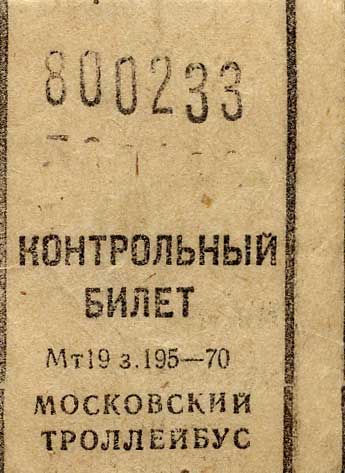 800233
КОНТРОЛЬНЫЙ
БИЛЕТ
Мт19 з.195—70
МОСКОВСКИЙ
ТРОЛЛЕЙБУС